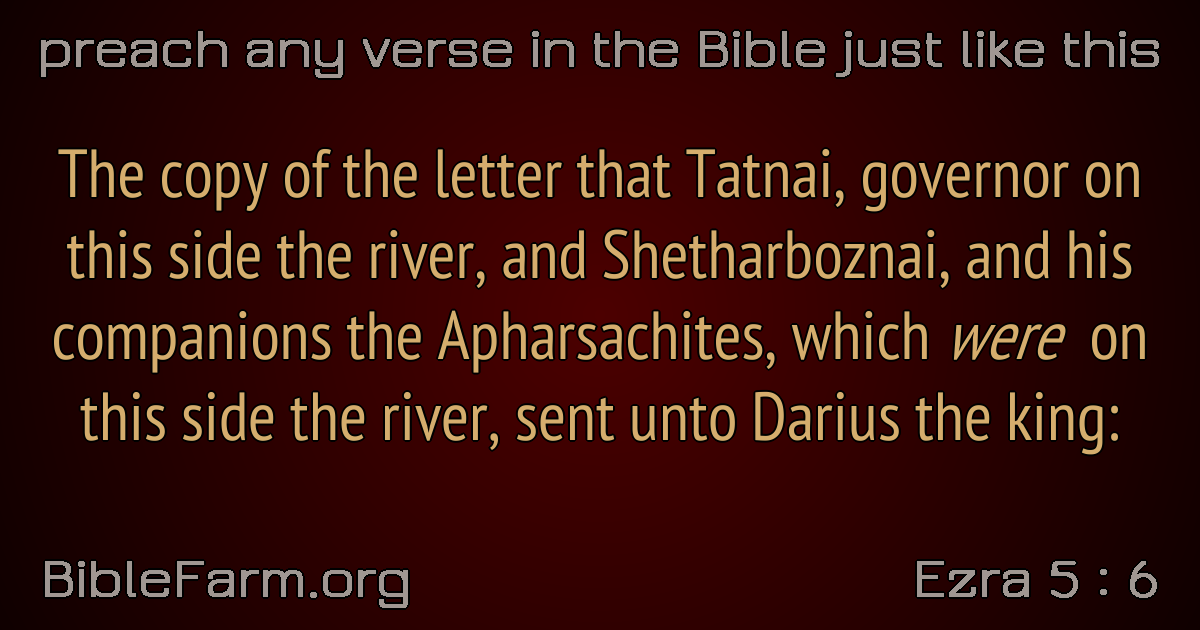 preach any verse in the Bible just like this
The copy of the letter that Tatnai, governor on
this side the river, and Shetharboznai, and his
companions the Apharsachites, which were on
this side the river, sent unto Darius the king:
BibleFarm.org
Ezra 5 : 6